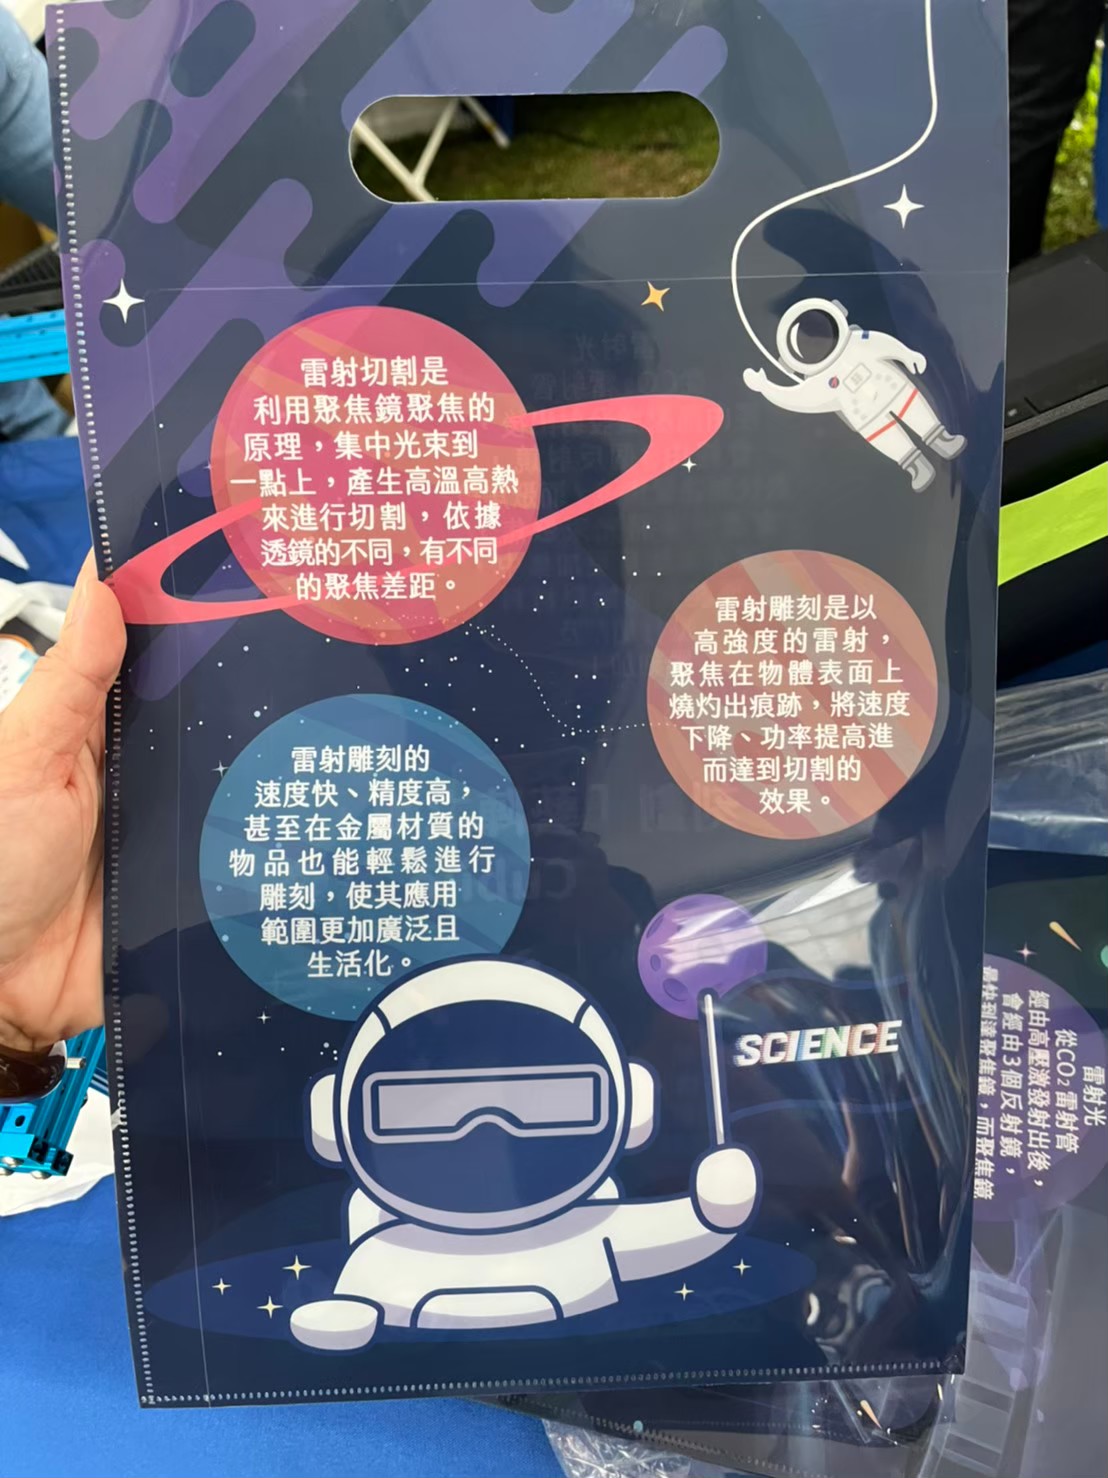 雷射切割是
利用聚焦鏡聚焦的
原理，集中光束到
一點上，產生高溫高熱
來進行切割，依據
透鏡的不同，有不同
的聚焦差距。
雷射雕刻是以
高強度的雷射，
聚焦在物體表面上
燒灼出痕跡，將速度
下降、功率提高進
而達到切割的
效果。
雷射雕刻的
速度快、精度高，
甚至在金屬材質的
物品也能輕鬆進行
雕刻，使其應用
範圍更加廣泛且
生活化。
SCIENCE
雷射光
從CO2雷射管
經由高壓激發射出後，
會經由3個反射鏡，
最快到達聚焦鏡，而聚焦鏡